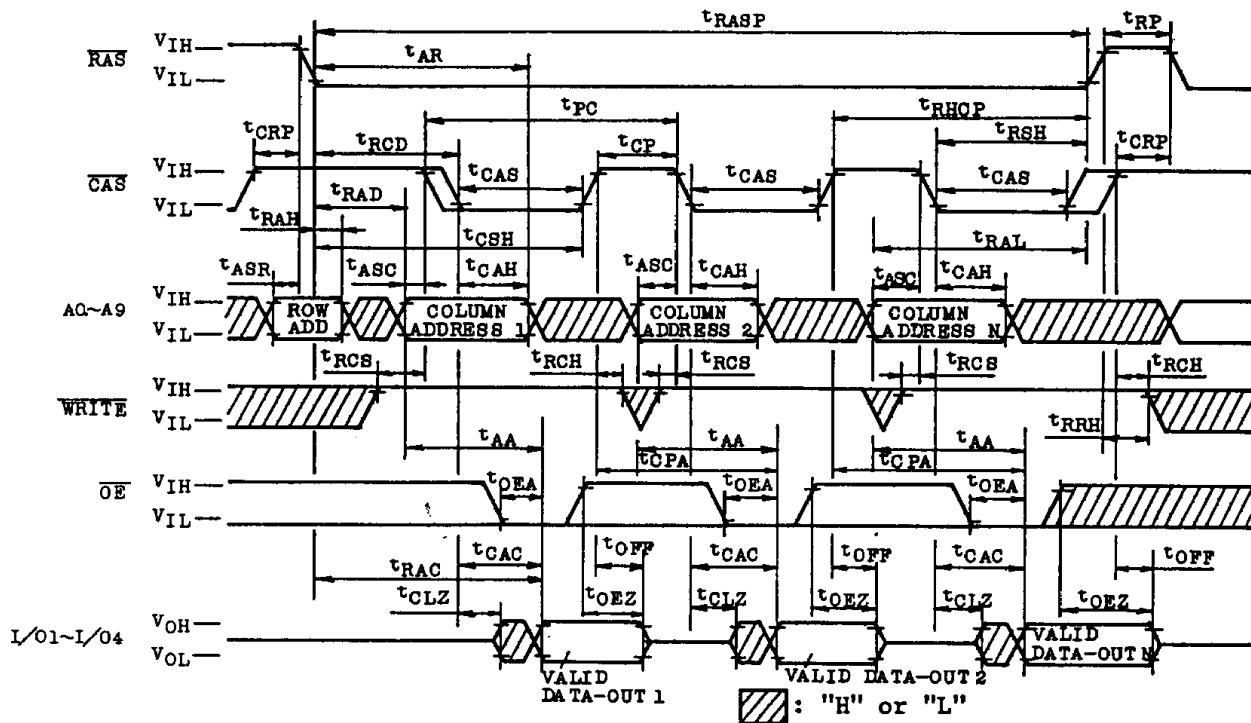 tRASP tRP
RAS VIH
VIL
tAR
tPC tRHCP
tCRP tRCD tCP tRSH tCRP
CAS VIH
VIL
tCAS tCAS tCAS
tRAD
tRAH tCSH tRAL
tASR tASC tCAH tASC tCAH tASC tCAH
A0~A9 VIH
VIL
ROW ADD
COLUMN ADDRESS 1
COLUMN ADDRESS 2
COLUMN ADDRESS N
tRCS tRCH tRCS tRCS tRCH
WRITE VIH
VIL
tRRH
tAA tAA tAA
tCPA tCPA
OE VIH
VIL
tOEA tOEA tOEA
tCAC tOFF tCAC tOFF tCAC tOFF
tRAC
tCLZ tOEZ tCLZ tOEZ tCLZ tOEZ
I/O1~I/O4 VOH
VOL
VALID DATA-OUT 1
VALID DATA-OUT 2
VALID DATA-OUT N
: "H" or "L"